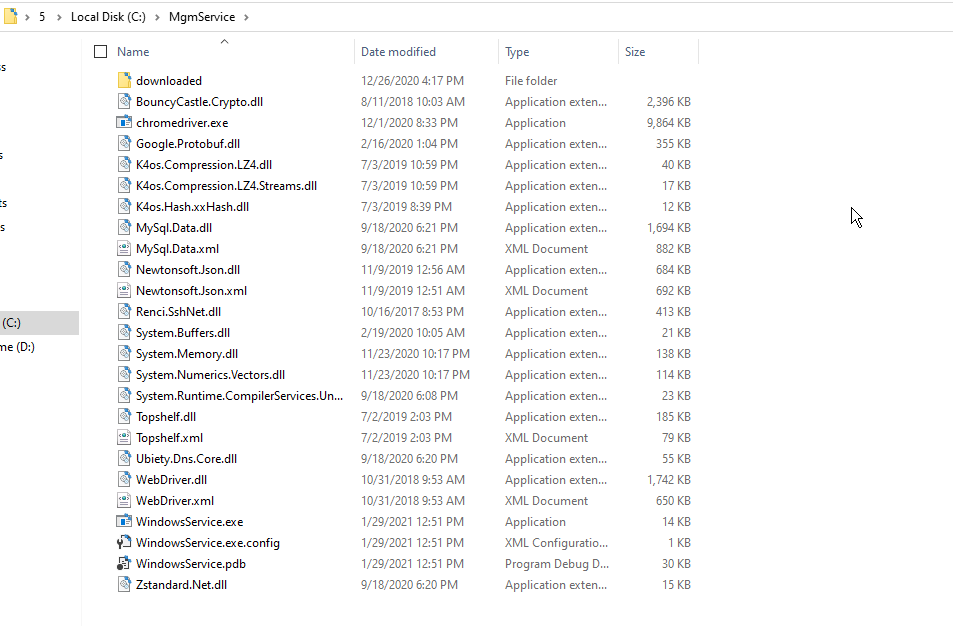 5 Local Disk (C:) MgmService
Name Date modified Type Size
downloaded 12/26/2020 4:17 PM File folder
BouncyCastle.Crypto.dll 8/11/2018 10:03 AM Application exten... 2,396 KB
chromedriver.exe 12/1/2020 8:33 PM Application 9,864 KB
Google.Protobuf.dll 2/16/2020 1:04 PM Application exten... 355 KB
K4os.Compression.LZ4.dll 7/3/2019 10:59 PM Application exten... 40 KB
K4os.Compression.LZ4.Streams.dll 7/3/2019 10:59 PM Application exten... 17 KB
K4os.Hash.xxHash.dll 7/3/2019 8:39 PM Application exten... 12 KB
MySql.Data.dll 9/18/2020 6:21 PM Application exten... 1,694 KB
MySql.Data.xml 9/18/2020 6:21 PM XML Document 882 KB
Newtonsoft.Json.dll 11/9/2019 12:56 AM Application exten... 684 KB
Newtonsoft.Json.xml 11/9/2019 12:51 AM XML Document 692 KB
Renci.SshNet.dll 10/16/2017 8:53 PM Application exten... 413 KB
(C:) System.Buffers.dll 2/19/2020 10:05 AM Application exten... 21 KB
me (D:) System.Memory.dll 11/23/2020 10:17 PM Application exten... 138 KB
System.Numerics.Vectors.dll 11/23/2020 10:17 PM Application exten... 114 KB
System.Runtime.CompilerServices.Un... 9/18/2020 6:08 PM Application exten... 23 KB
Topshelf.dll 7/2/2019 2:03 PM Application exten... 185 KB
Topshelf.xml 7/2/2019 2:03 PM XML Document 79 KB
Ubiety.Dns.Core.dll 9/18/2020 6:20 PM Application exten... 55 KB
WebDriver.dll 10/31/2018 9:53 AM Application exten... 1,742 KB
WebDriver.xml 10/31/2018 9:53 AM XML Document 650 KB
WindowsService.exe 1/29/2021 12:51 PM Application 14 KB
WindowsService.exe.config 1/29/2021 12:51 PM XML Configuratio... 1 KB
WindowsService.pdb 1/29/2021 12:51 PM Program Debug D... 30 KB
Zstandard.Net.dll 9/18/2020 6:20 PM Application exten... 15 KB